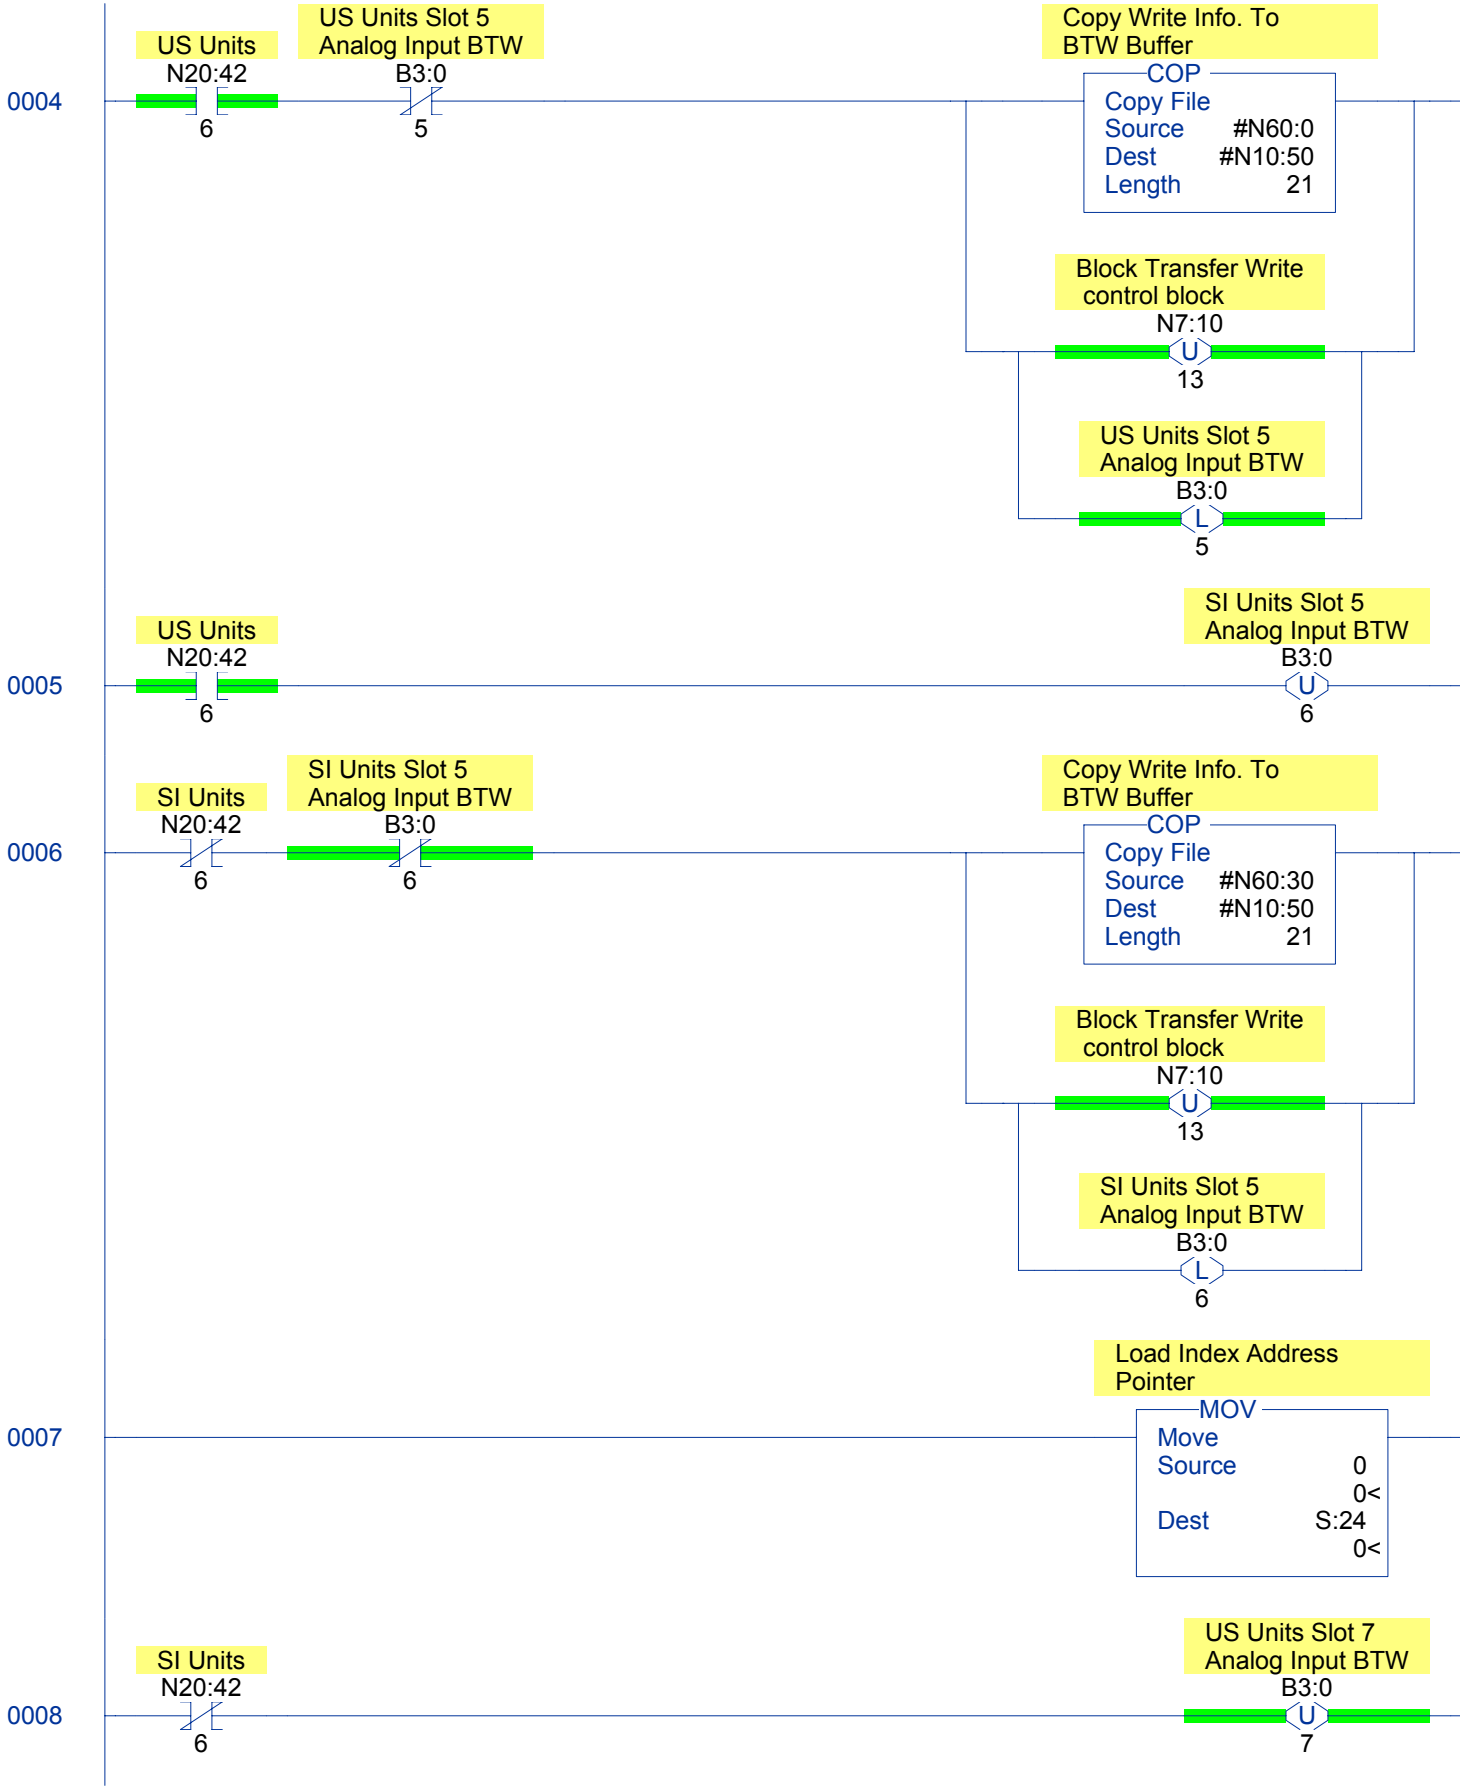 US Units Slot 5
Analog Input BTW
Copy Write Info. To
BTW Buffer
US Units
N20:42
B3:0
COP
0004
Copy File
6
5
Source #N60:0
Dest #N10:50
Length 21
Block Transfer Write
control block
N7:10
U
13
US Units Slot 5
Analog Input BTW
B3:0
L
5
US Units
N20:42
SI Units Slot 5
Analog Input BTW
B3:0
0005
U
6
6
SI Units Slot 5
Analog Input BTW
Copy Write Info. To
BTW Buffer
SI Units
N20:42
B3:0
COP
0006
Copy File
6
6
Source #N60:30
Dest #N10:50
Length 21
Block Transfer Write
control block
N7:10
U
13
SI Units Slot 5
Analog Input BTW
B3:0
L
6
Load Index Address
Pointer
MOV
0007
Move
Source 0
0<
Dest S:24
0<
SI Units
N20:42
US Units Slot 7
Analog Input BTW
B3:0
0008
U
6
7